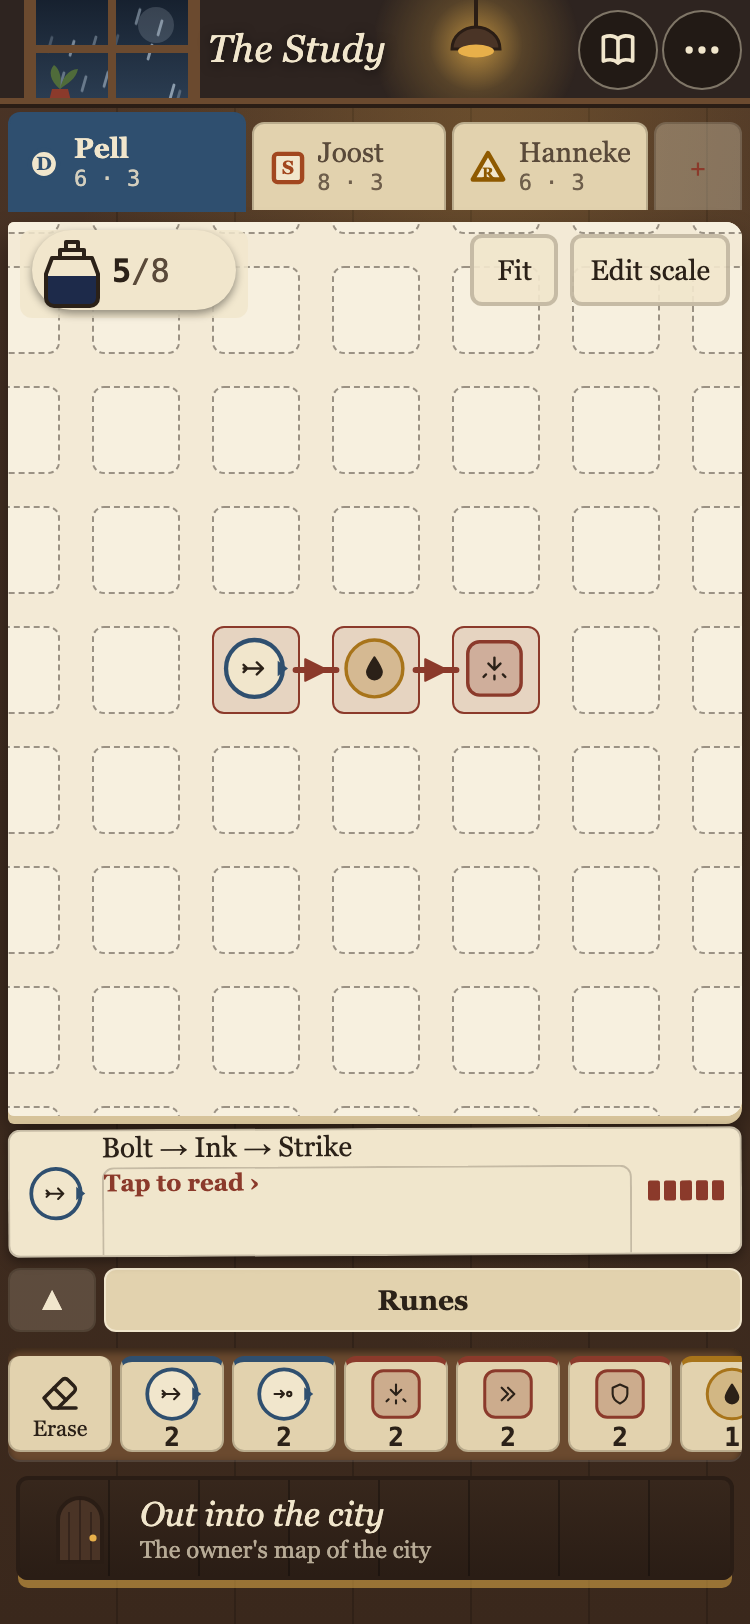 The Study
D
Pell
6 · 3
S
Joost
8 · 3
R
Hanneke
6 · 3
+
5/8
Fit
Edit scale
Bolt → Ink → Strike
Tap to read ›
▲
Runes
Erase
2
2
2
2
2
1
Out into the city
The owner's map of the city